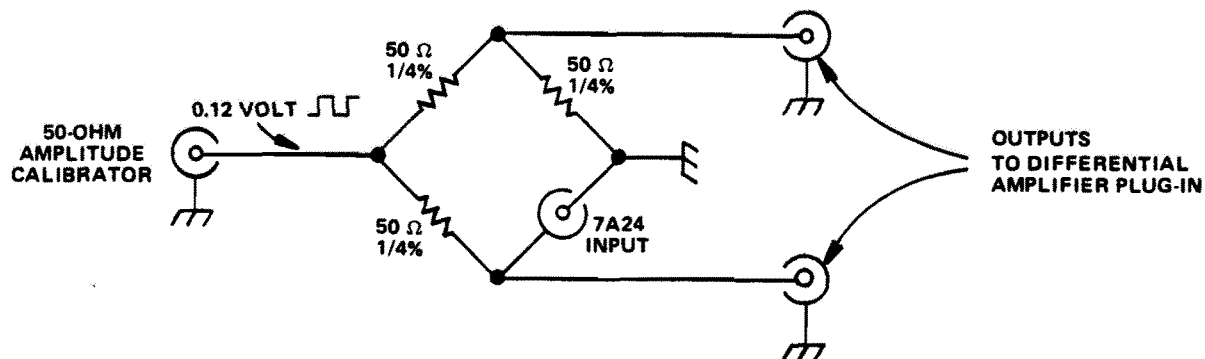 50 Ω
1/4%
50 Ω
1/4%
0.12 VOLT
50-OHM
AMPLITUDE
CALIBRATOR
OUTPUTS
TO DIFFERENTIAL
AMPLIFIER PLUG-IN
50 Ω
1/4%
7A24
INPUT